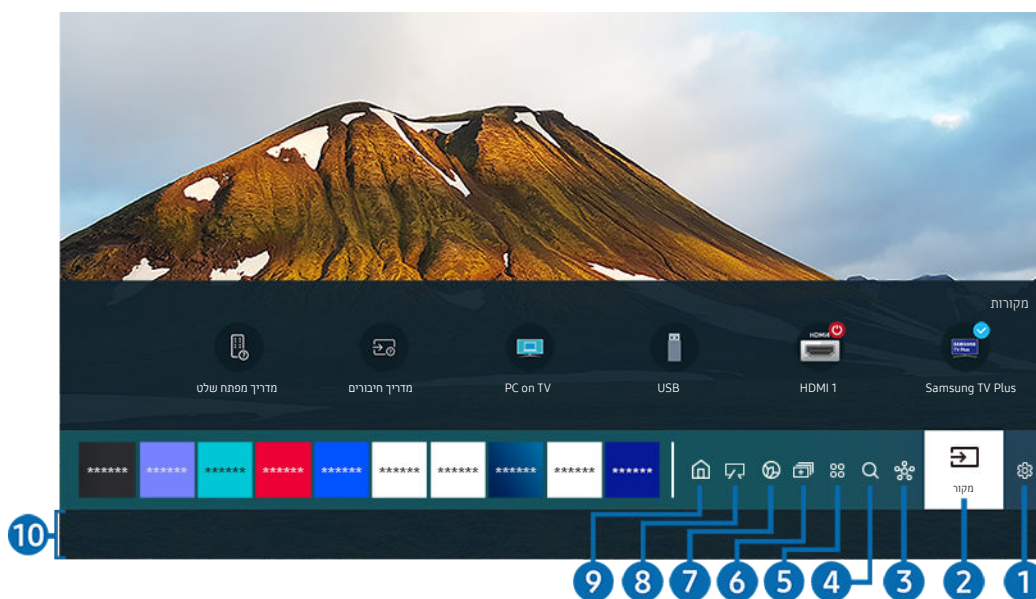 מקורות
HDMI4
SAMSUNG TV Plus
Samsung TV Plus
HDMI 1
USB
PC on TV
מדריך חיבורים
מדריך מפתח שלט
מקור
****** ****** ****** ****** ****** ****** ****** ****** ****** ******
10
9 8 7 6 5 4 3 2 1